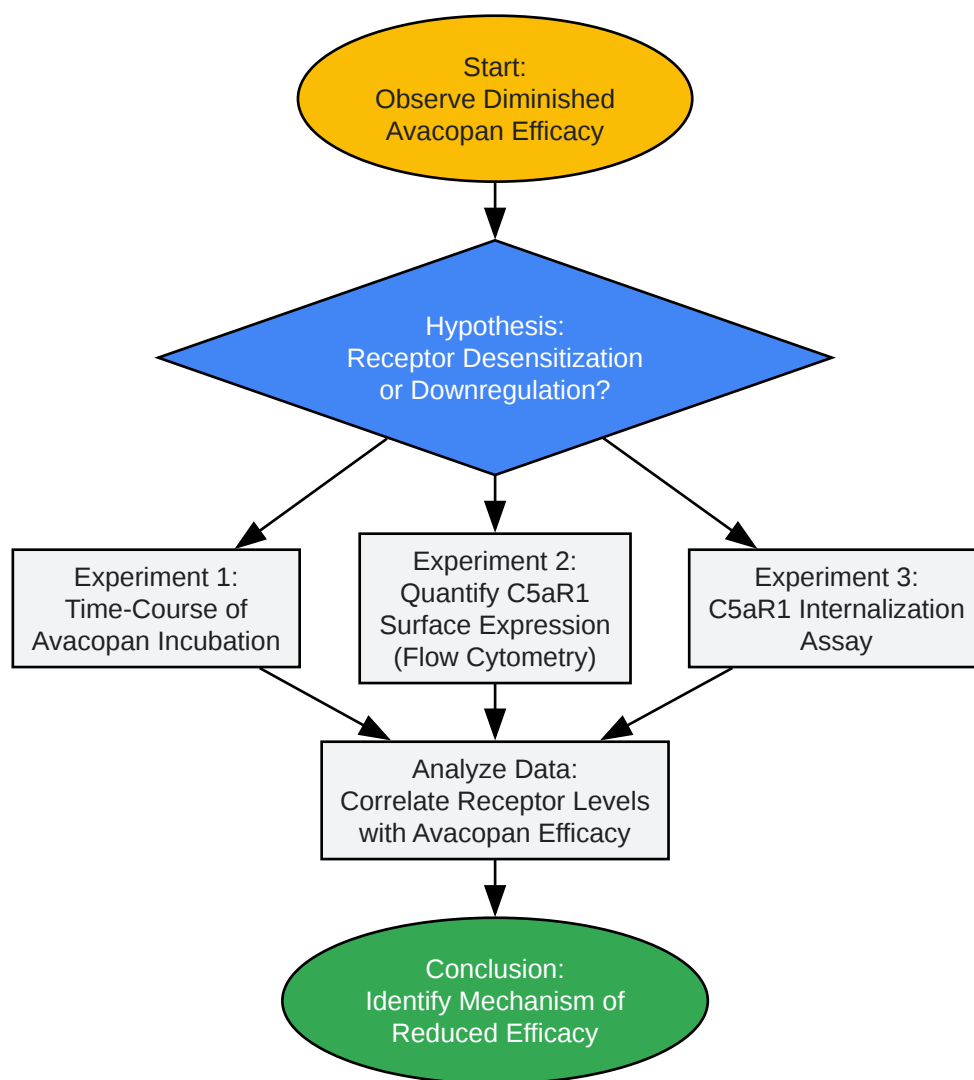 Start:
Observe Diminished
Avacopan Efficacy
Hypothesis:
Receptor Desensitization
or Downregulation?
Experiment 1:
Time-Course of
Avacopan Incubation
Experiment 2:
Quantify C5aR1
Surface Expression
(Flow Cytometry)
Experiment 3:
C5aR1 Internalization
Assay
Analyze Data:
Correlate Receptor Levels
with Avacopan Efficacy
Conclusion:
Identify Mechanism of
Reduced Efficacy